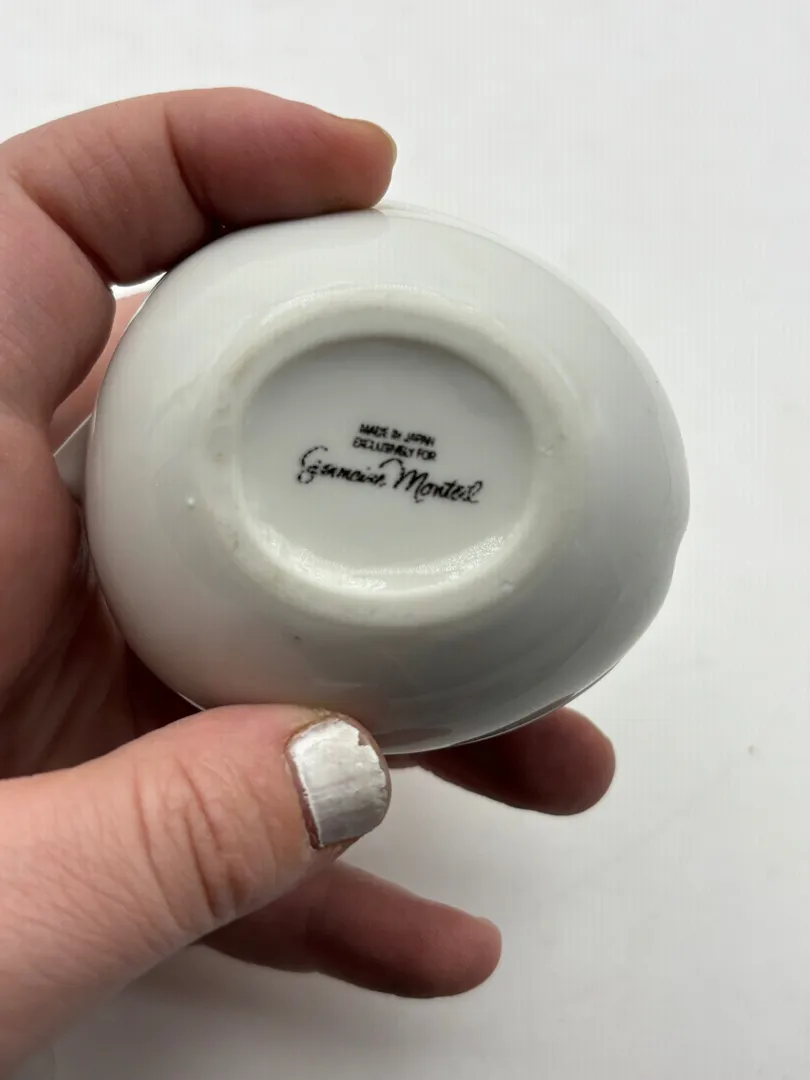 MADE IN JAPAN
EXCLUSIVELY FOR
Germaine Monteil